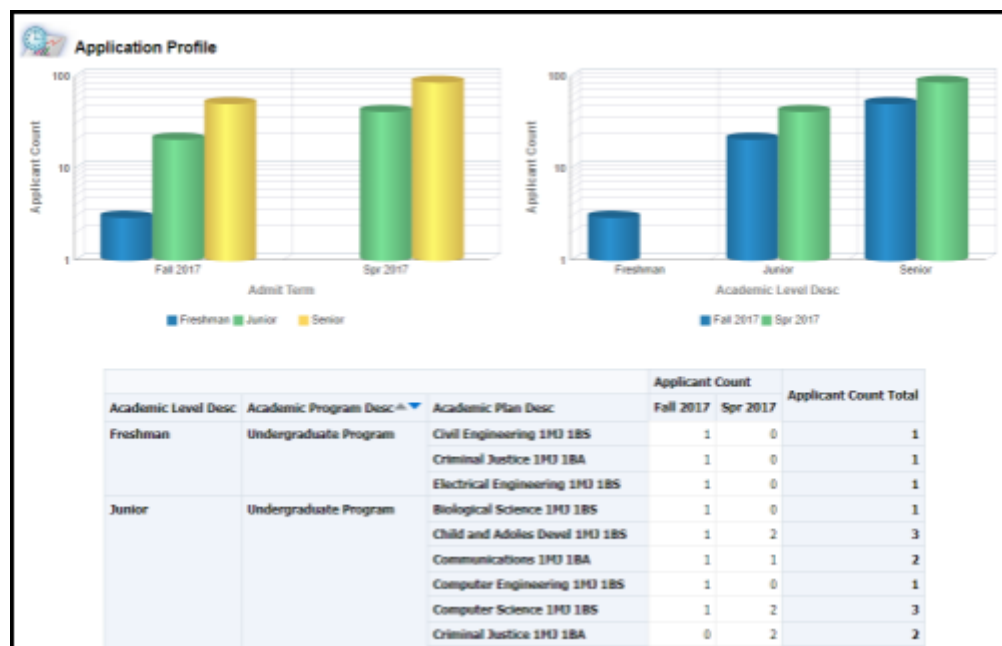 Application Profile
100
10
1
Applicant Count
Fall 2017 Spr 2017
Admit Term
Freshman Junior Senior
100
10
1
Applicant Count
Freshman Junior Senior
Academic Level Desc
Fall 2017 Spr 2017
Applicant Count Applicant Count Total
Academic Level Desc Academic Program Desc Academic Plan Desc Fall 2017 Spr 2017
Freshman Undergraduate Program Civil Engineering 1MJ 1BS 1 0 1
Criminal Justice 1MJ 1BA 1 0 1
Electrical Engineering 1MJ 1BS 1 0 1
Junior Undergraduate Program Biological Science 1MJ 1BS 1 0 1
Child and Adoles Devel 1MJ 1BS 1 2 3
Communications 1MJ 1BA 1 1 2
Computer Engineering 1MJ 1BS 1 0 1
Computer Science 1MJ 1BS 1 2 3
Criminal Justice 1MJ 1BA 0 2 2